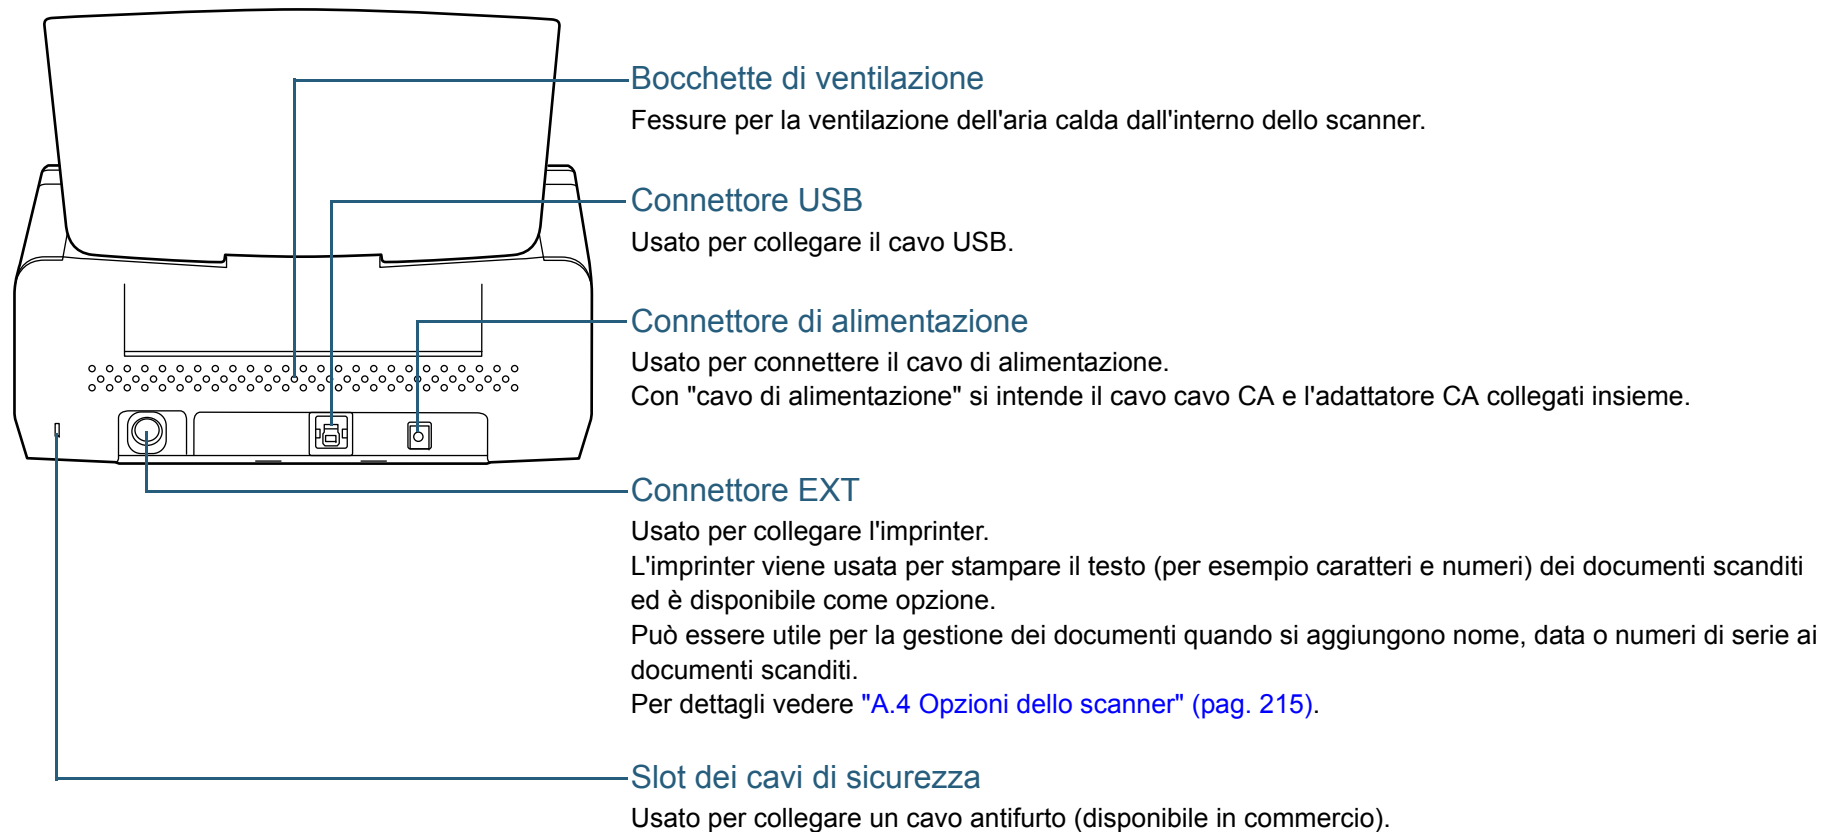 Bocchette di ventilazione
Fessure per la ventilazione dell'aria calda dall'interno dello scanner.
Connettore USB
Usato per collegare il cavo USB.
Connettore di alimentazione
Usato per connettere il cavo di alimentazione.
Con "cavo di alimentazione" si intende il cavo cavo CA e l'adattatore CA collegati insieme.
Connettore EXT
Usato per collegare l'imprinter.
L'imprinter viene usata per stampare il testo (per esempio caratteri e numeri) dei documenti scanditi
ed è disponibile come opzione.
Può essere utile per la gestione dei documenti quando si aggiungono nome, data o numeri di serie ai
documenti scanditi.
Per dettagli vedere "A.4 Opzioni dello scanner" (pag. 215).
Slot dei cavi di sicurezza
Usato per collegare un cavo antifurto (disponibile in commercio).